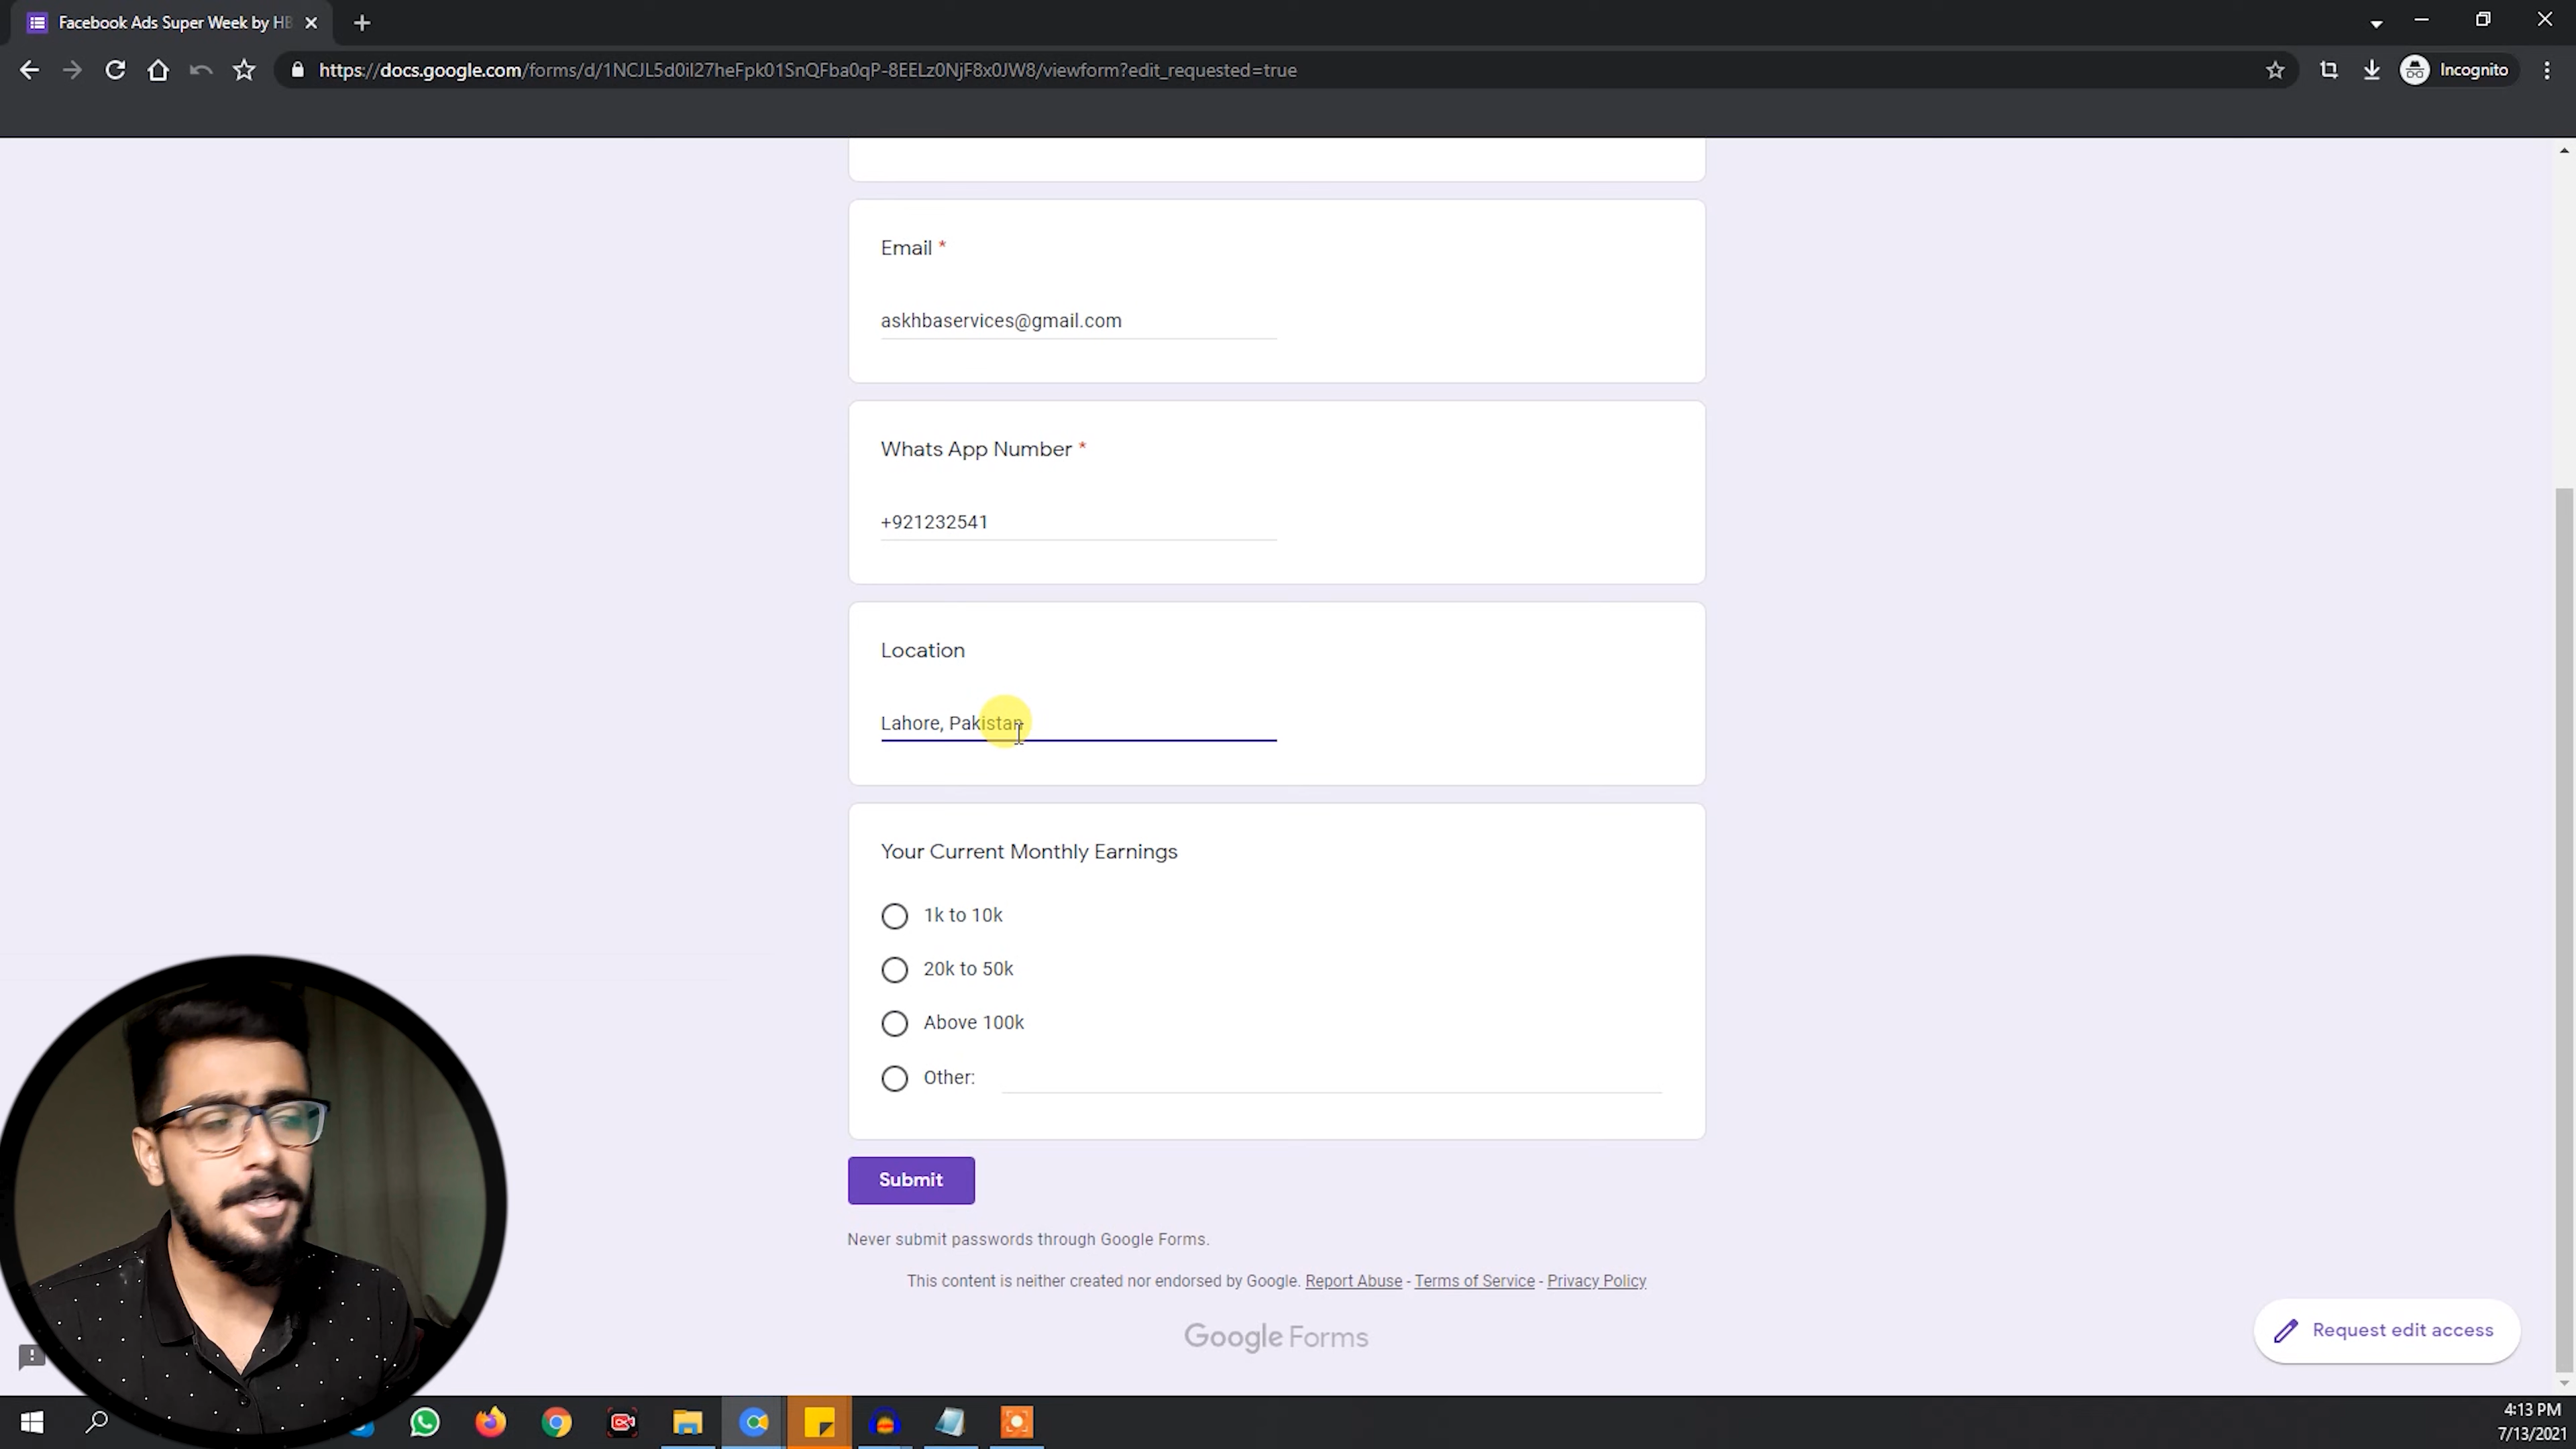 Facebook Ads Super Week by HB
https://docs.google.com/forms/d/1NCJL5d0il27heFpk01SnQFba0qP-8EELz0NjF8x0JW8/viewform?edit_requested=true
Incognito
Email *
askhbaservices@gmail.com
Whats App Number *
+921232541
Location
Lahore, Pakistan
Your Current Monthly Earnings
1k to 10k
20k to 50k
Above 100k
Other:
Submit
Never submit passwords through Google Forms.
This content is neither created nor endorsed by Google. Report Abuse - Terms of Service - Privacy Policy
Google Forms
Request edit access
4:13 PM
7/13/2021